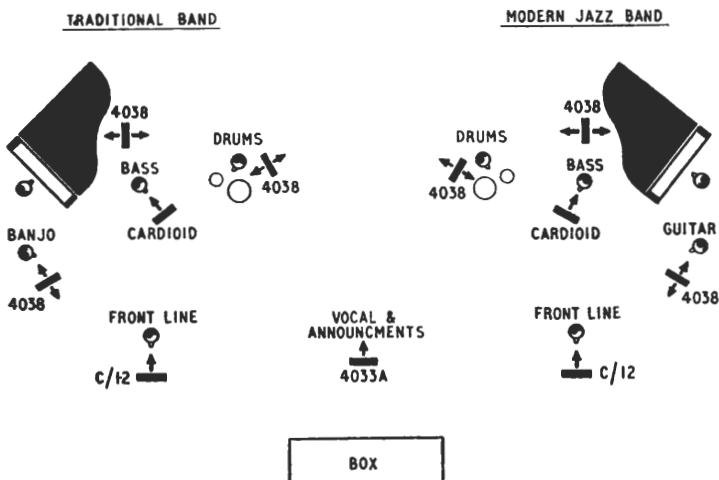 TRADITIONAL BAND
MODERN JAZZ BAND
4038
4038
DRUMS
DRUMS
BASS
BASS
4038
4038
BANJO
CARDIOID
CARDIOID
GUITAR
4038
4038
FRONT LINE
VOCAL &
ANNOUNCMENTS
FRONT LINE
C/12
4033A
C/12
BOX